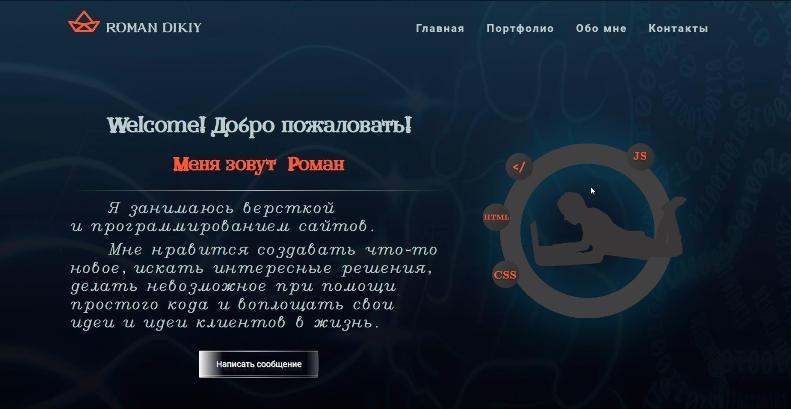 ROMAN DIKIY
Главная Портфолио Обо мне Контакты
Welcome! Добро пожаловать!
Меня зовут Роман
Я занимаюсь версткой
и программированием сайтов.
Мне нравится создавать что-то
новое, искать интересные решения,
делать невозможное при помощи
простого кода и воплощать свои
идеи и идеи клиентов в жизнь.
Написать сообщение
</ JS
HTML
CSS